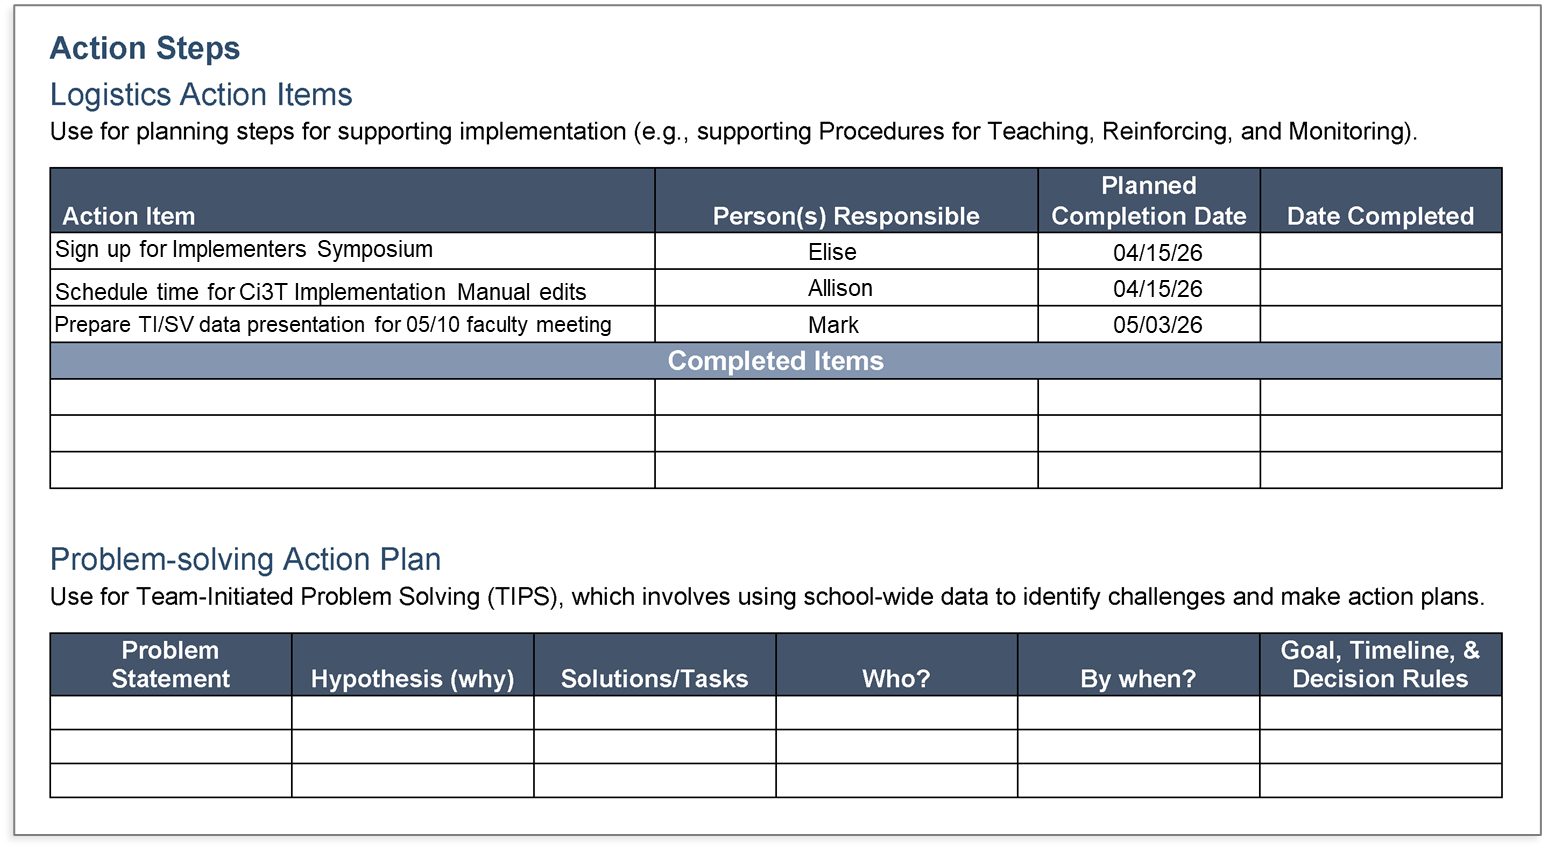 Action Steps
Logistics Action Items
Use for planning steps for supporting implementation (e.g., supporting Procedures for Teaching, Reinforcing, and Monitoring).
Action Item Person(s) Responsible Planned Completion Date Date Completed
Sign up for Implementers Symposium Elise 04/15/26
Schedule time for Ci3T Implementation Manual edits Allison 04/15/26
Prepare TI/SV data presentation for 05/10 faculty meeting Mark 05/03/26
Completed Items
Problem-solving Action Plan
Use for Team-Initiated Problem Solving (TIPS), which involves using school-wide data to identify challenges and make action plans.
Problem Statement Hypothesis (why) Solutions/Tasks Who? By when? Goal, Timeline, & Decision Rules